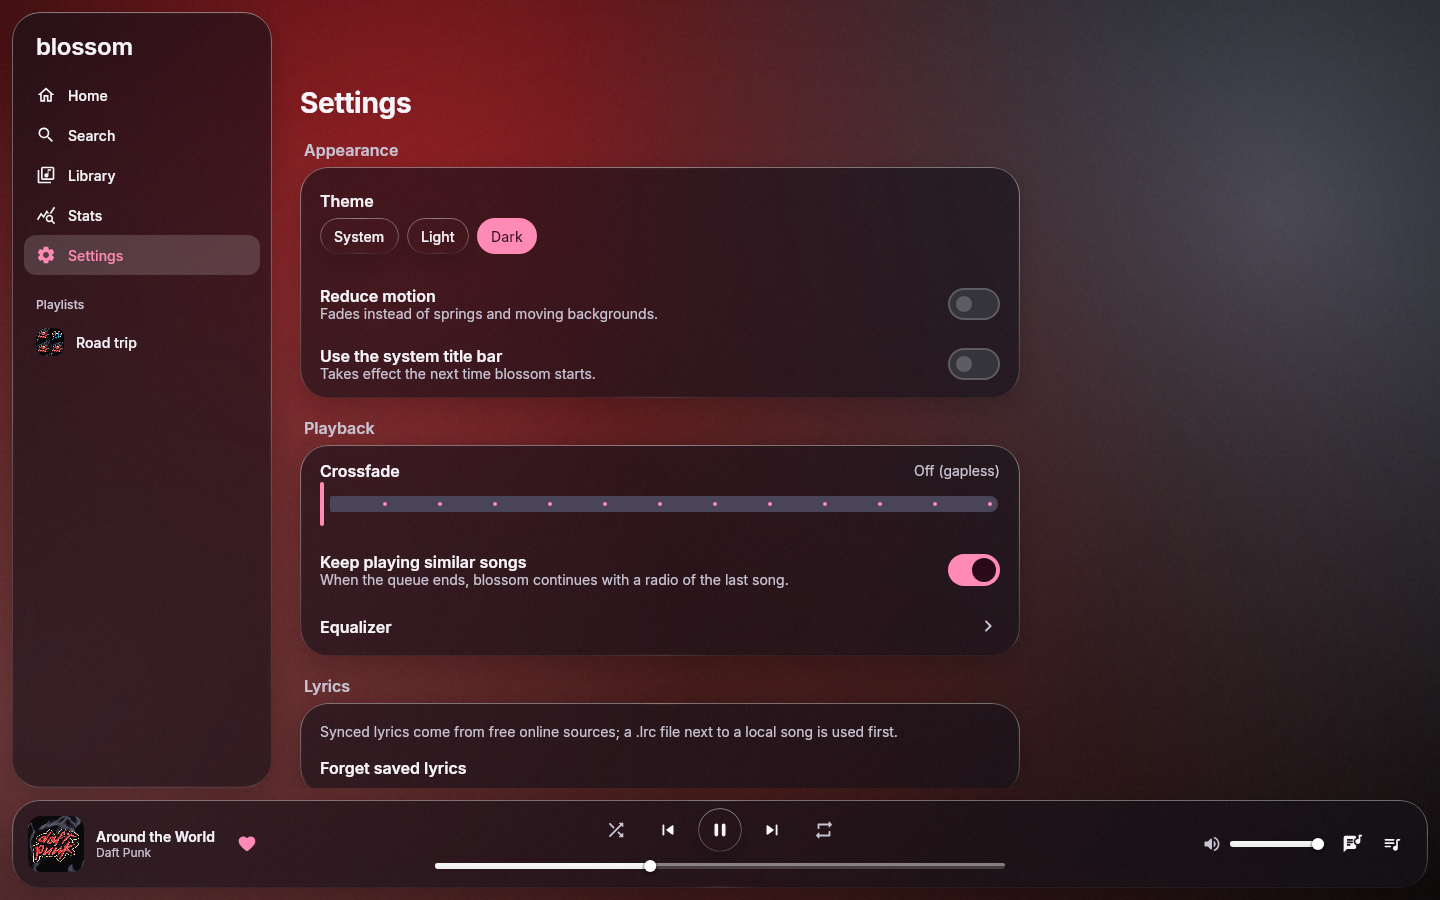 blossom
Home
Search
Library
Stats
Settings
Playlists
Road trip
Settings
Appearance
Theme
System
Light
Dark
Reduce motion
Fades instead of springs and moving backgrounds.
Use the system title bar
Takes effect the next time blossom starts.
Playback
Crossfade
Off (gapless)
Keep playing similar songs
When the queue ends, blossom continues with a radio of the last song.
Equalizer
Lyrics
Synced lyrics come from free online sources; a .lrc file next to a local song is used first.
Forget saved lyrics
daft
punk
Around the World
Daft Punk